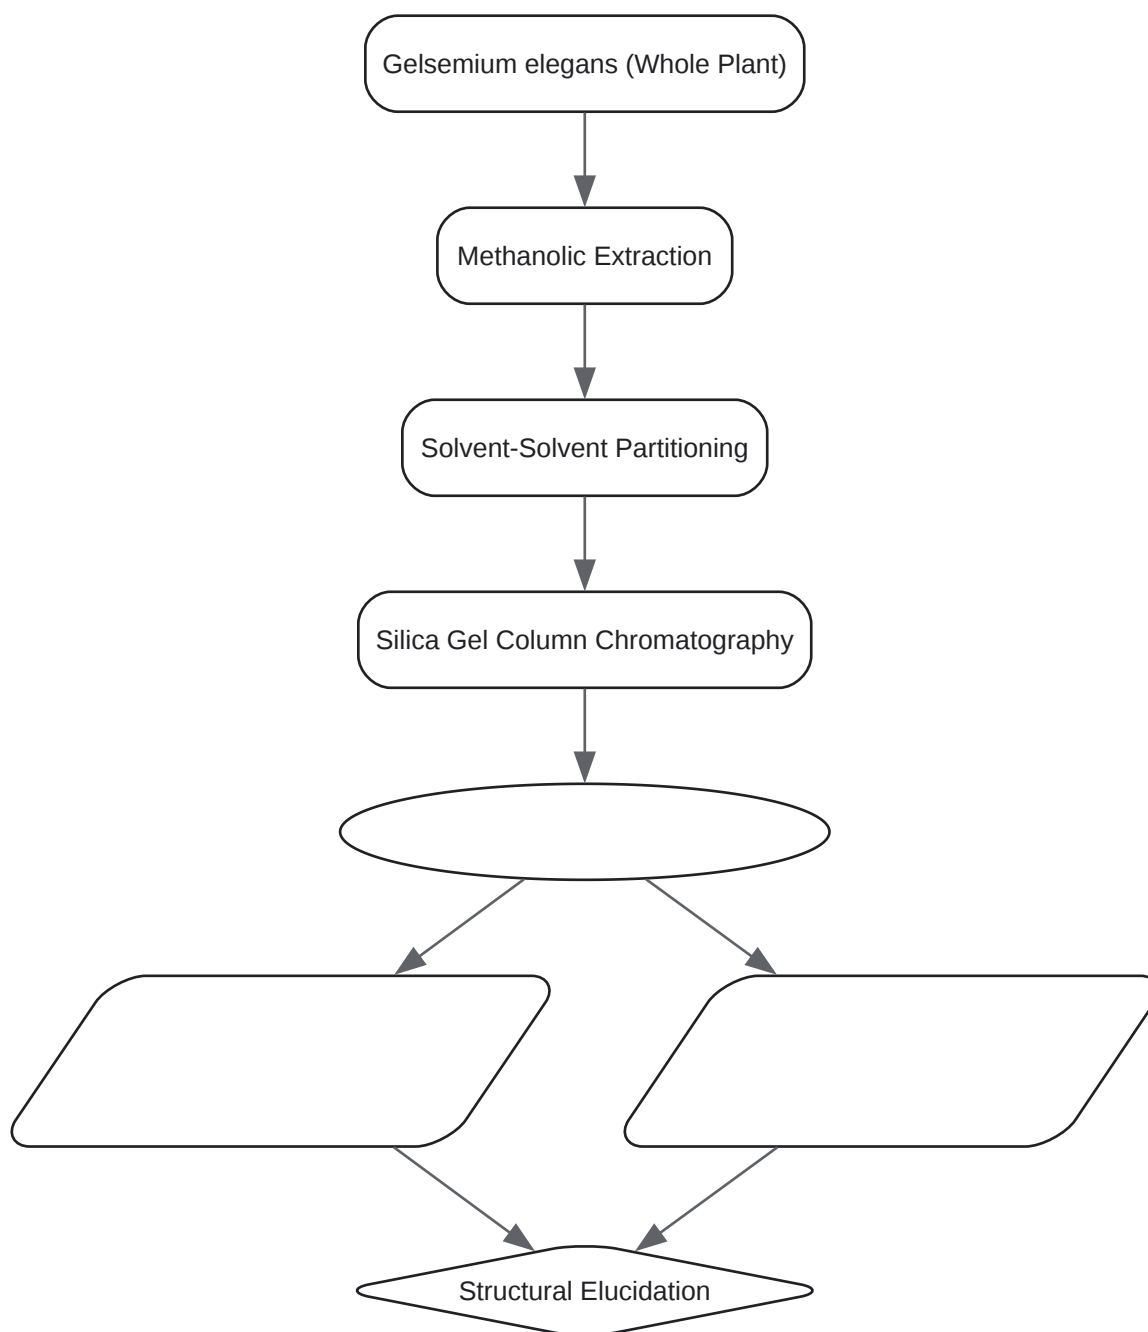 Gelsemium elegans (Whole Plant)
Methanolic Extraction
Solvent-Solvent Partitioning
Silica Gel Column Chromatography
Structural Elucidation